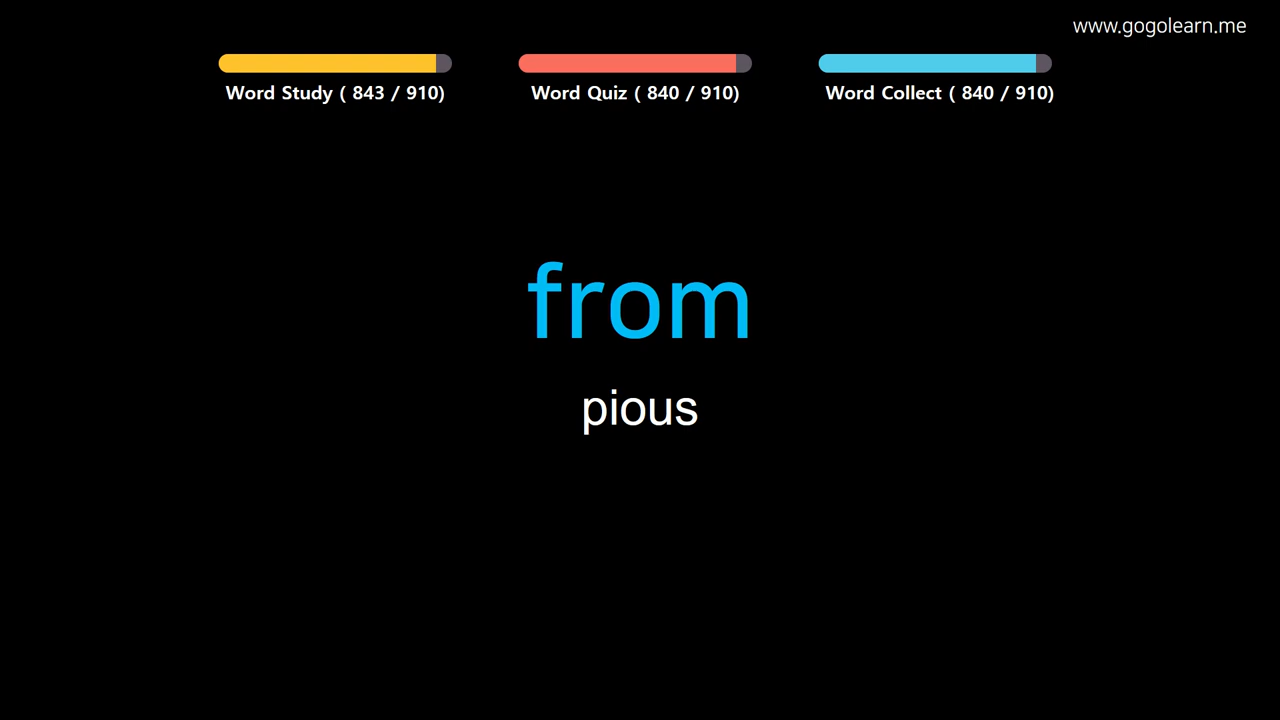 www.gogolearn.me
Word Study ( 843 / 910)
Word Quiz ( 840 / 910)
Word Collect ( 840 / 910)
from
pious